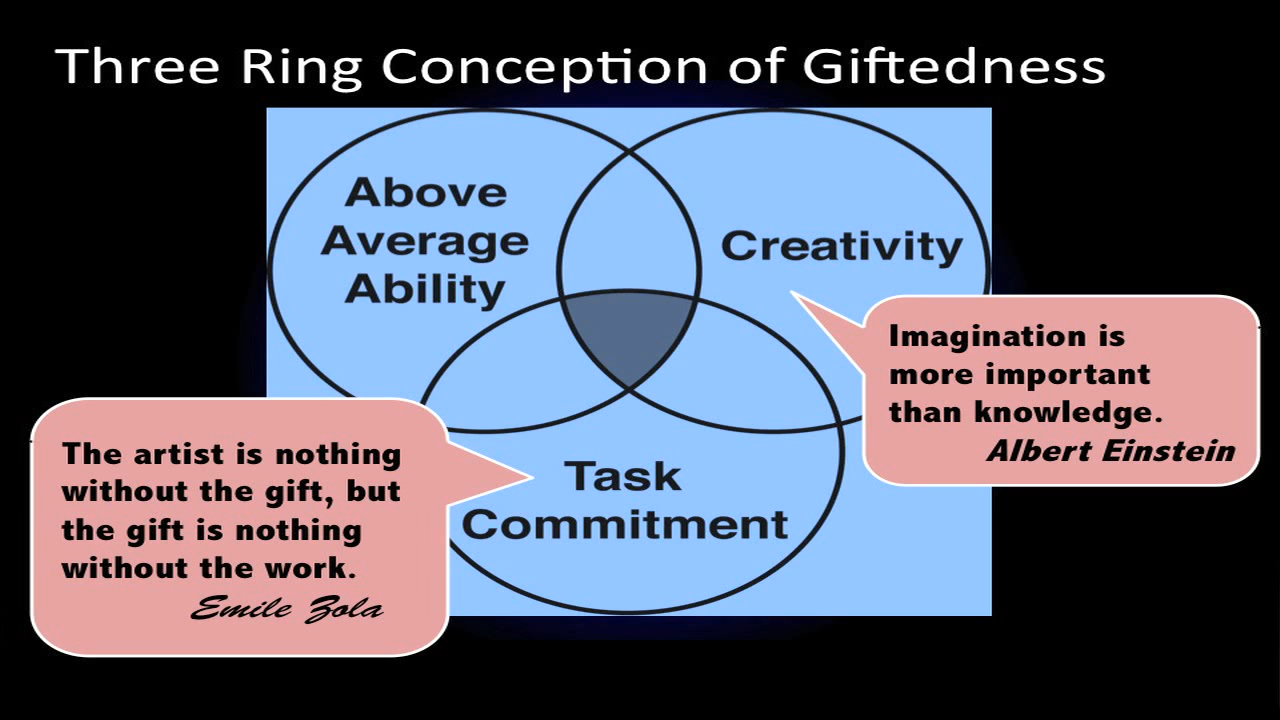 Three Ring Conception of Giftedness
Above
Average
Ability
Creativity
Imagination is
more important
than knowledge.
Albert Einstein
The artist is nothing
without the gift, but
the gift is nothing
without the work.
Emile Zola
Task
Commitment